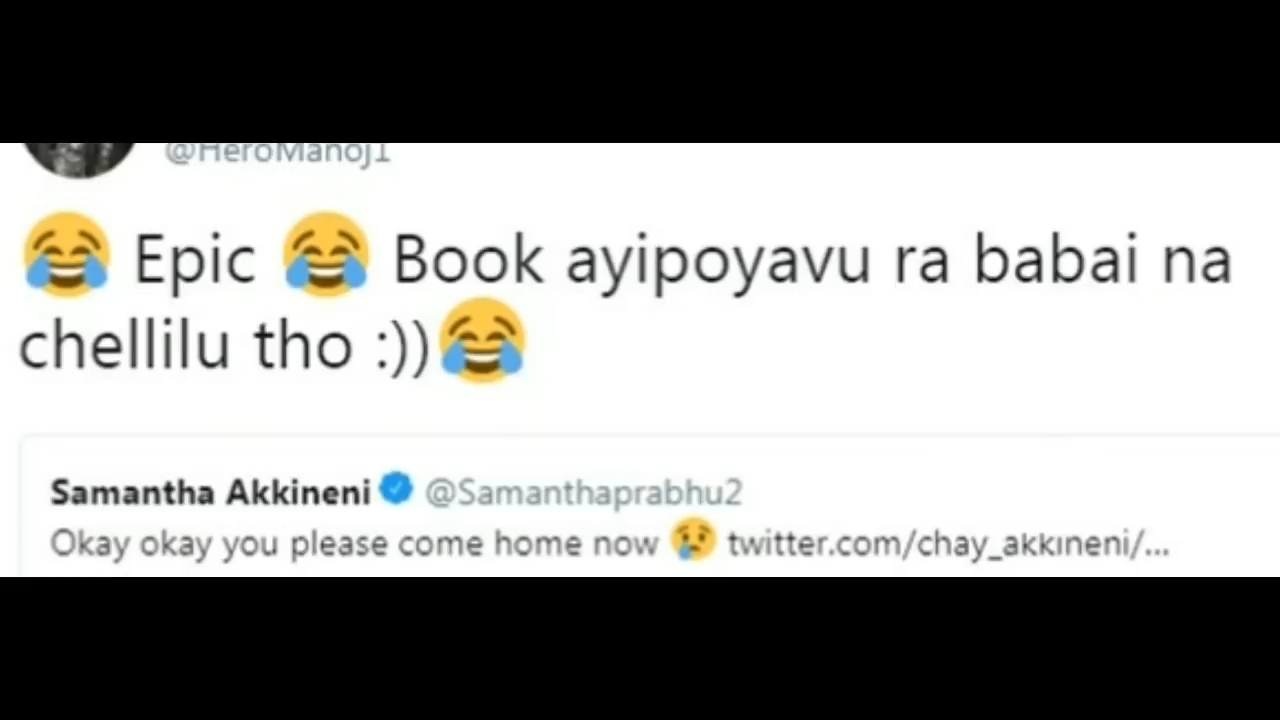 @HeroManoj1
😂 Epic 😂 Book ayipoyavu ra babai na
chellilu tho :))😂
Samantha Akkineni @Samanthaprabhu2
Okay okay you please come home now 😢 twitter.com/chay_akkineni/...